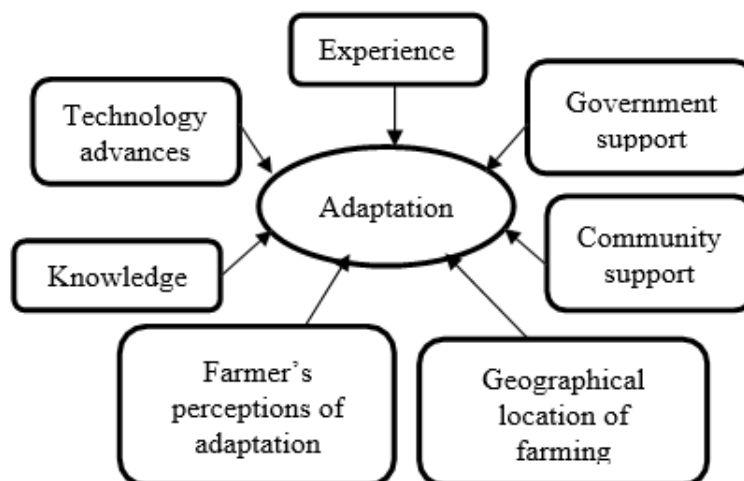 Experience
Technology
advances
Government
support
Adaptation
Community
support
Knowledge
Farmer’s
perceptions of
adaptation
Geographical
location of
farming